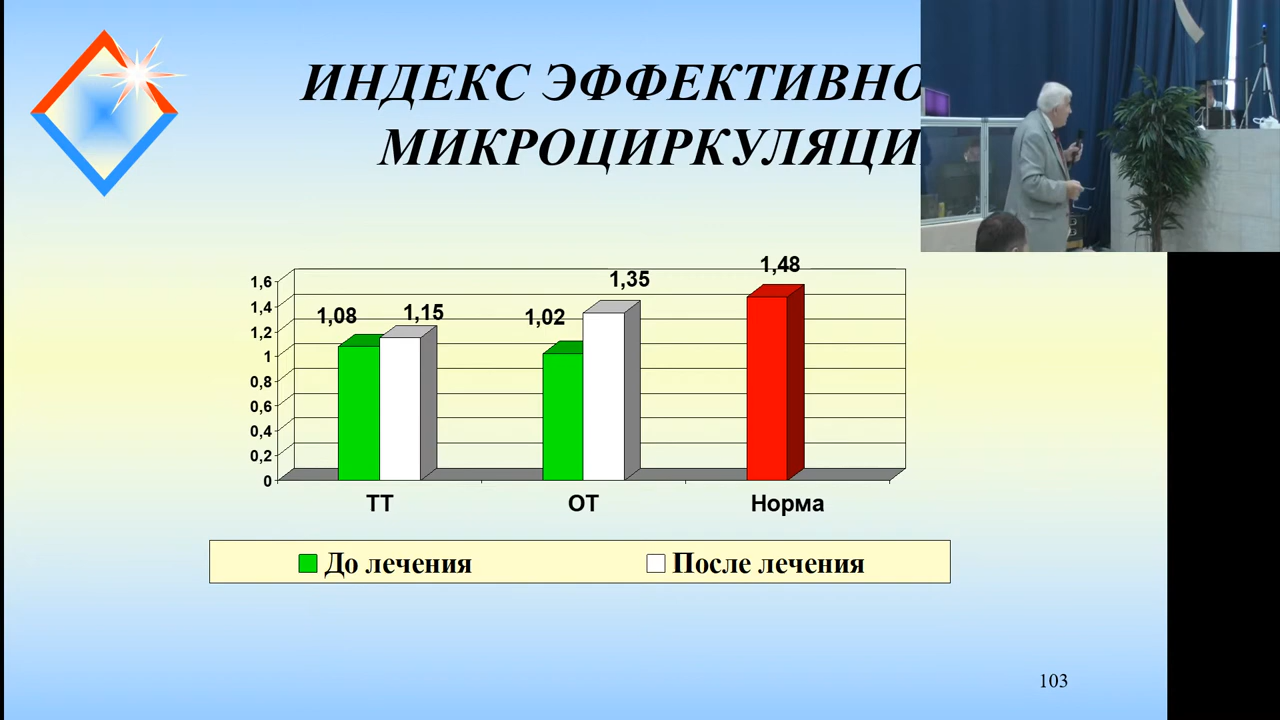 ИНДЕКС ЭФФЕКТИВНО
МИКРОЦИРКУЛЯЦИ
1,48
1,35
1,08
1,15
1,02
1,6
1,4
1,2
1
0,8
0,6
0,4
0,2
0
ТТ
ОТ
Норма
До лечения
После лечения
103